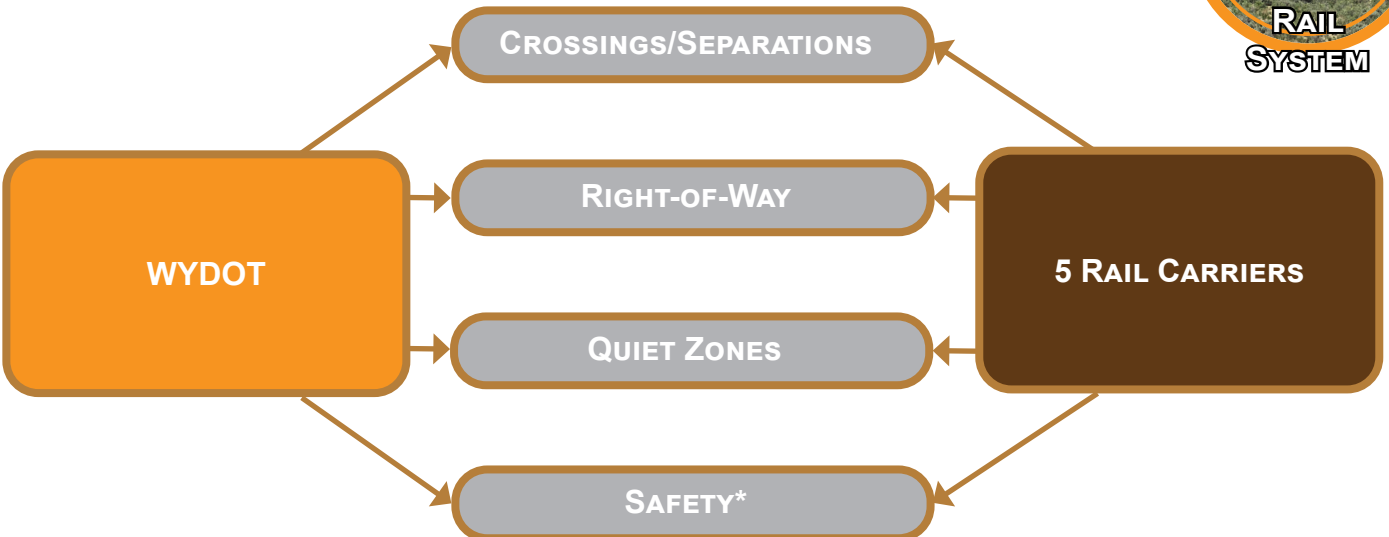 Crossings/Separations
Rail
System
Right-of-Way
WYDOT
5 Rail Carriers
Quiet Zones
Safety*